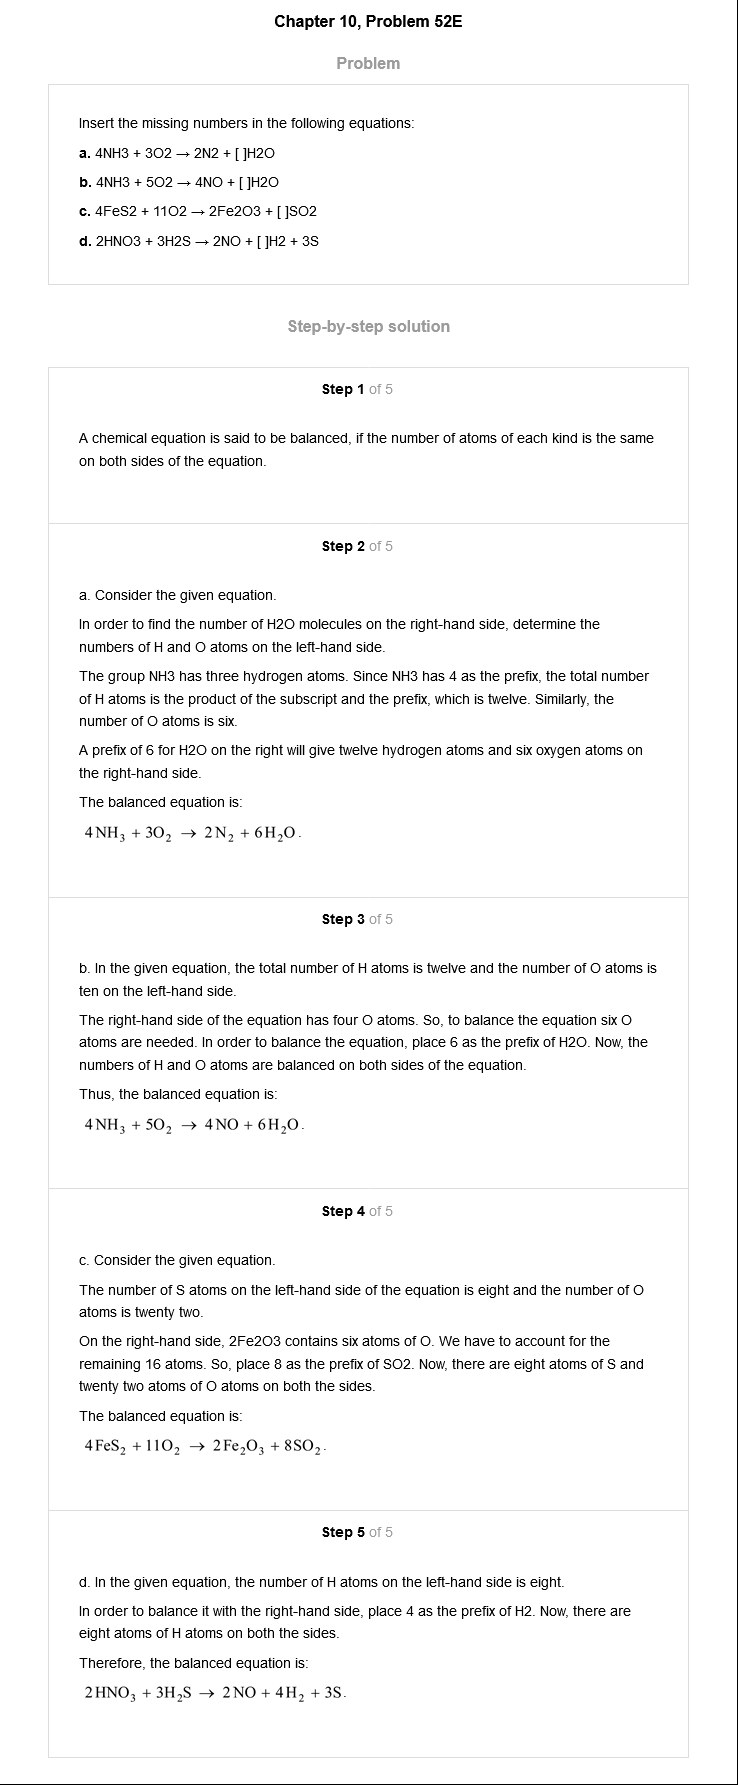 Chapter 10, Problem 52E
Problem
Insert the missing numbers in the following equations:
a. 4NH3 + 3O2 → 2N2 + [ ]H2O
b. 4NH3 + 5O2 → 4NO + [ ]H2O
c. 4FeS2 + 11O2 → 2Fe2O3 + [ ]SO2
d. 2HNO3 + 3H2S → 2NO + [ ]H2 + 3S
Step-by-step solution
Step 1 of 5
A chemical equation is said to be balanced, if the number of atoms of each kind is the same
on both sides of the equation.
Step 2 of 5
a. Consider the given equation.
In order to find the number of H2O molecules on the right-hand side, determine the
numbers of H and O atoms on the left-hand side.
The group NH3 has three hydrogen atoms. Since NH3 has 4 as the prefix, the total number
of H atoms is the product of the subscript and the prefix, which is twelve. Similarly, the
number of O atoms is six.
A prefix of 6 for H2O on the right will give twelve hydrogen atoms and six oxygen atoms on
the right-hand side.
The balanced equation is:
4NH₃ + 3O₂ → 2N₂ + 6H₂O.
Step 3 of 5
b. In the given equation, the total number of H atoms is twelve and the number of O atoms is
ten on the left-hand side.
The right-hand side of the equation has four O atoms. So, to balance the equation six O
atoms are needed. In order to balance the equation, place 6 as the prefix of H2O. Now, the
numbers of H and O atoms are balanced on both sides of the equation.
Thus, the balanced equation is:
4NH₃ + 5O₂ → 4NO + 6H₂O.
Step 4 of 5
c. Consider the given equation.
The number of S atoms on the left-hand side of the equation is eight and the number of O
atoms is twenty two.
On the right-hand side, 2Fe2O3 contains six atoms of O. We have to account for the
remaining 16 atoms. So, place 8 as the prefix of SO2. Now, there are eight atoms of S and
twenty two atoms of O atoms on both the sides.
The balanced equation is:
4FeS₂ + 11O₂ → 2Fe₂O₃ + 8SO₂.
Step 5 of 5
d. In the given equation, the number of H atoms on the left-hand side is eight.
In order to balance it with the right-hand side, place 4 as the prefix of H2. Now, there are
eight atoms of H atoms on both the sides.
Therefore, the balanced equation is:
2HNO₃ + 3H₂S → 2NO + 4H₂ + 3S.